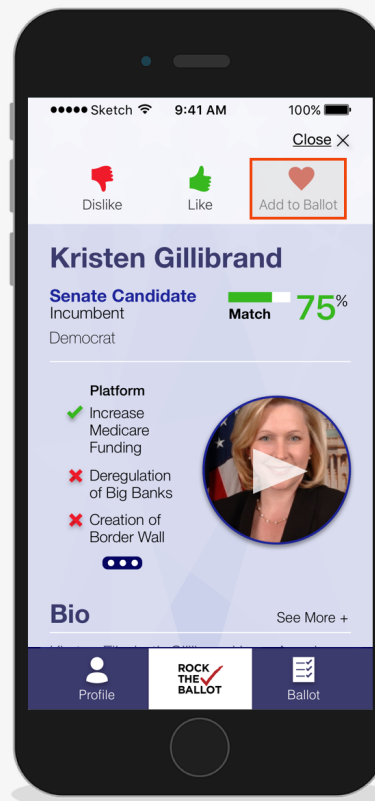 Sketch 9:41 AM 100%
Close X
Dislike Like Add to Ballot
Kristen Gillibrand
Senate Candidate
Incumbent
Match 75%
Democrat
Platform
Increase
Medicare
Funding
Deregulation
of Big Banks
Creation of
Border Wall
Bio See More +
Profile
ROCK
THE
BALLOT
Ballot